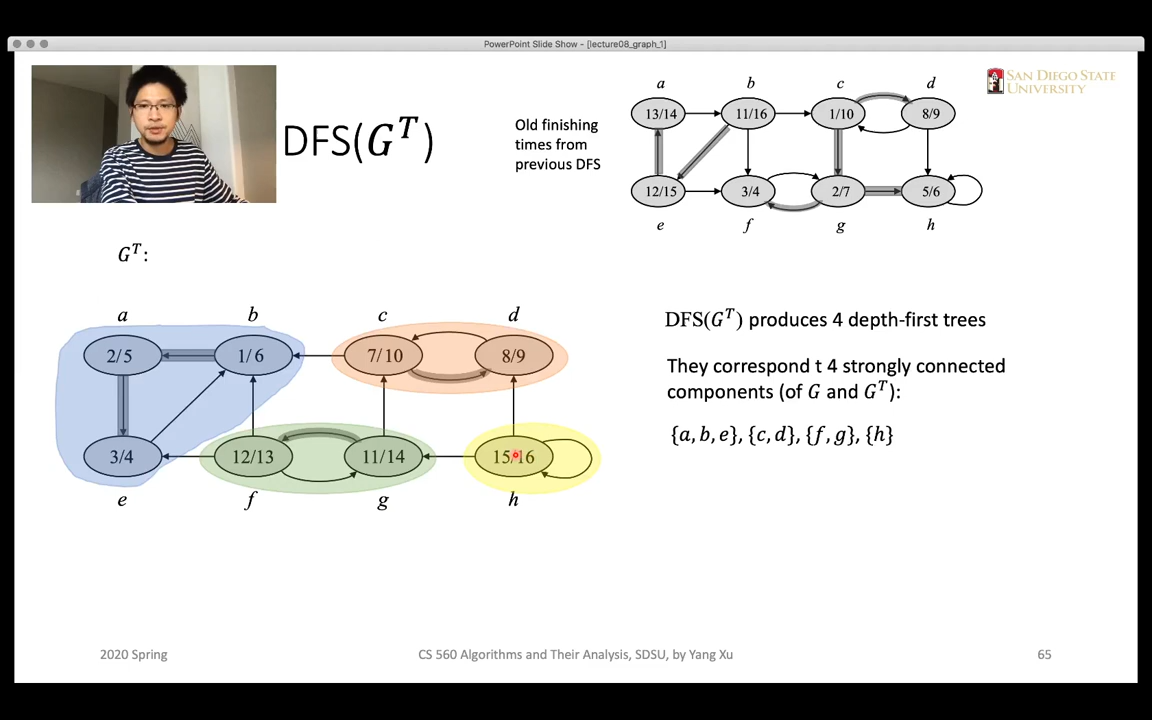 PowerPoint Slide Show - [lecture08_graph_1]
SAN DIEGO STATE
UNIVERSITY
DFS(G^T)
Old finishing
times from
previous DFS
a b c d
13/14 11/16 1/10 8/9
12/15 3/4 2/7 5/6
e f g h
G^T:
a b c d
2/5 1/6 7/10 8/9
3/4 12/13 11/14 15/16
e f g h
DFS(G^T) produces 4 depth-first trees
They correspond t 4 strongly connected
components (of G and G^T):
{a, b, e}, {c, d}, {f, g}, {h}
2020 Spring
CS 560 Algorithms and Their Analysis, SDSU, by Yang Xu
65